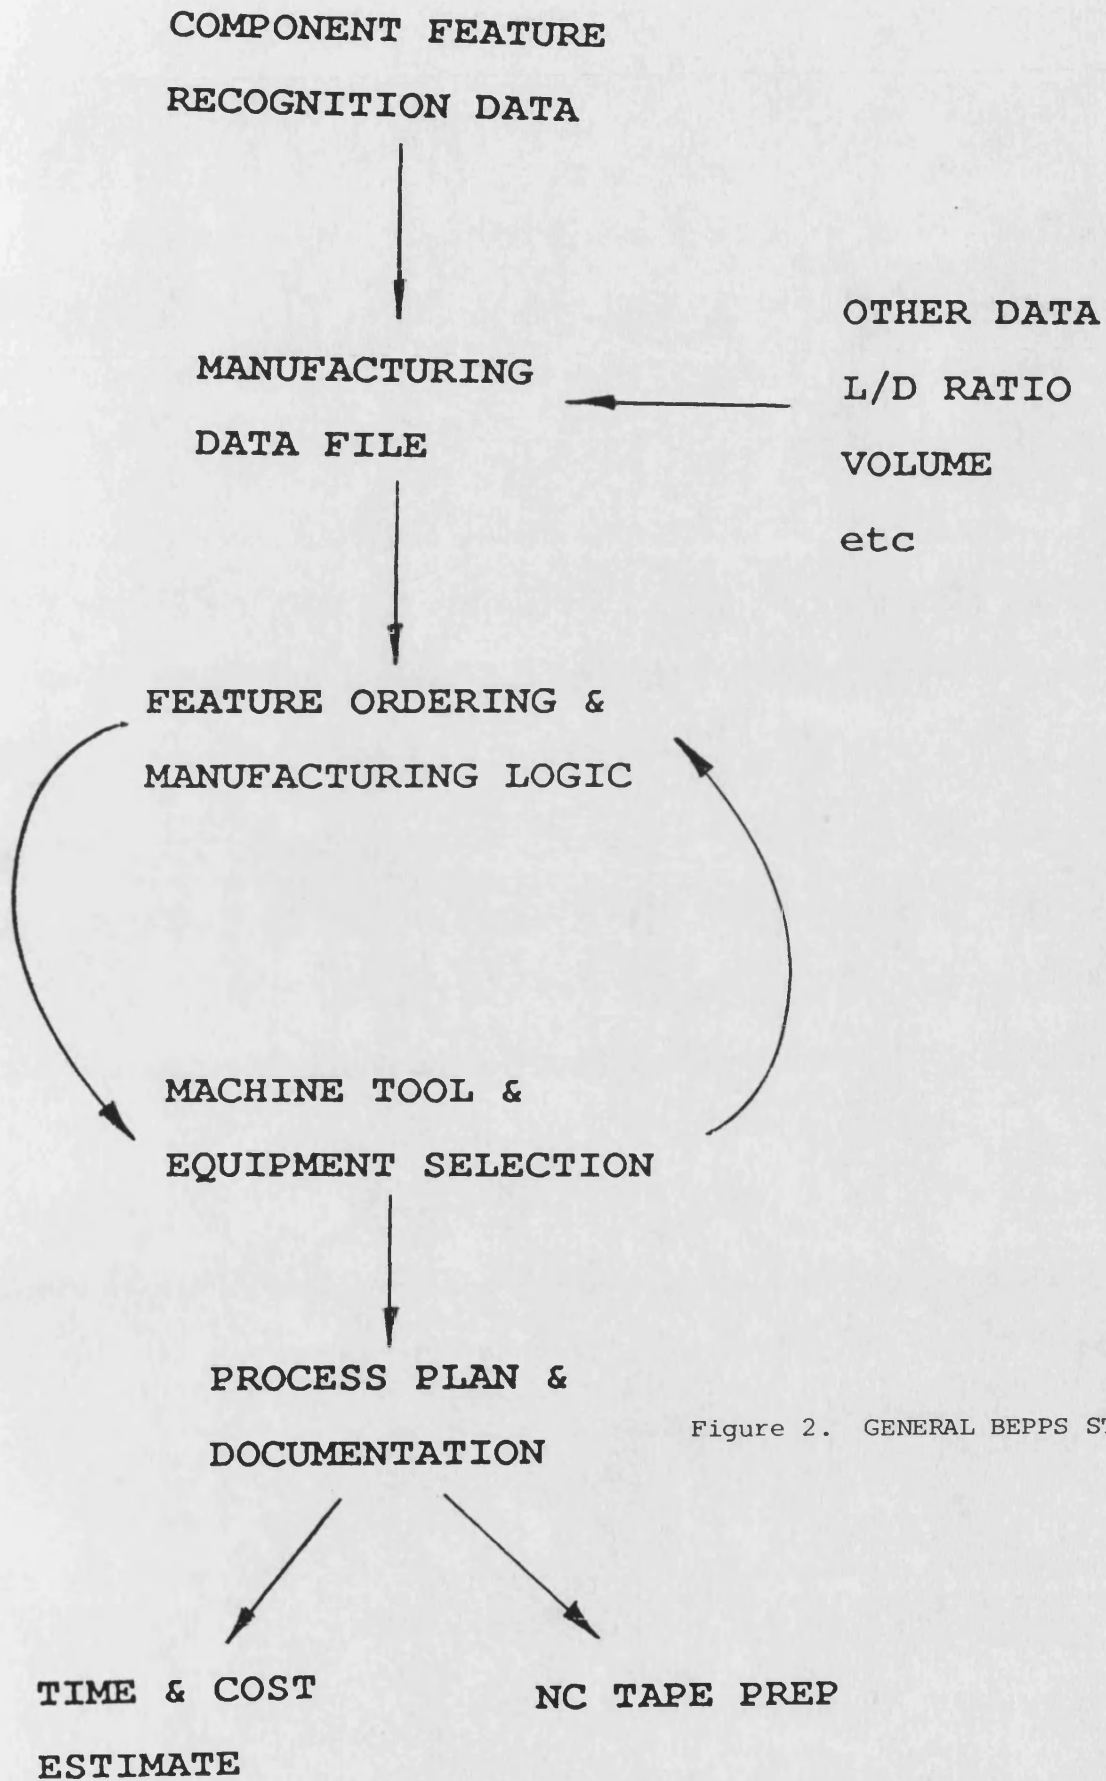 COMPONENT FEATURE
RECOGNITION DATA
OTHER DATA
L/D RATIO
VOLUME
etc
MANUFACTURING
DATA FILE
FEATURE ORDERING &
MANUFACTURING LOGIC
MACHINE TOOL &
EQUIPMENT SELECTION
PROCESS PLAN &
DOCUMENTATION
Figure 2. GENERAL BEPPS
TIME & COST
ESTIMATE
NC TAPE PREP